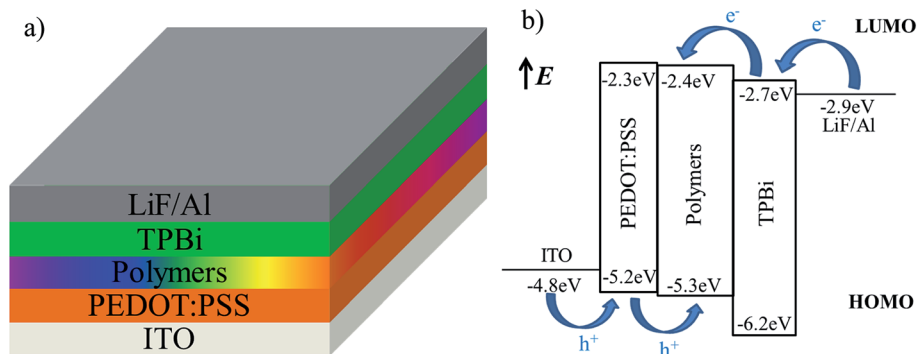 a)
LiF/Al
TPBi
Polymers
PEDOT:PSS
ITO
b)
e-
e-
LUMO
E
-2.3eV
-2.4eV
-2.7eV
-2.9eV
LiF/Al
PEDOT:PSS
Polymers
TPBi
ITO
-4.8eV
-5.2eV
-5.3eV
-6.2eV
HOMO
h+
h+